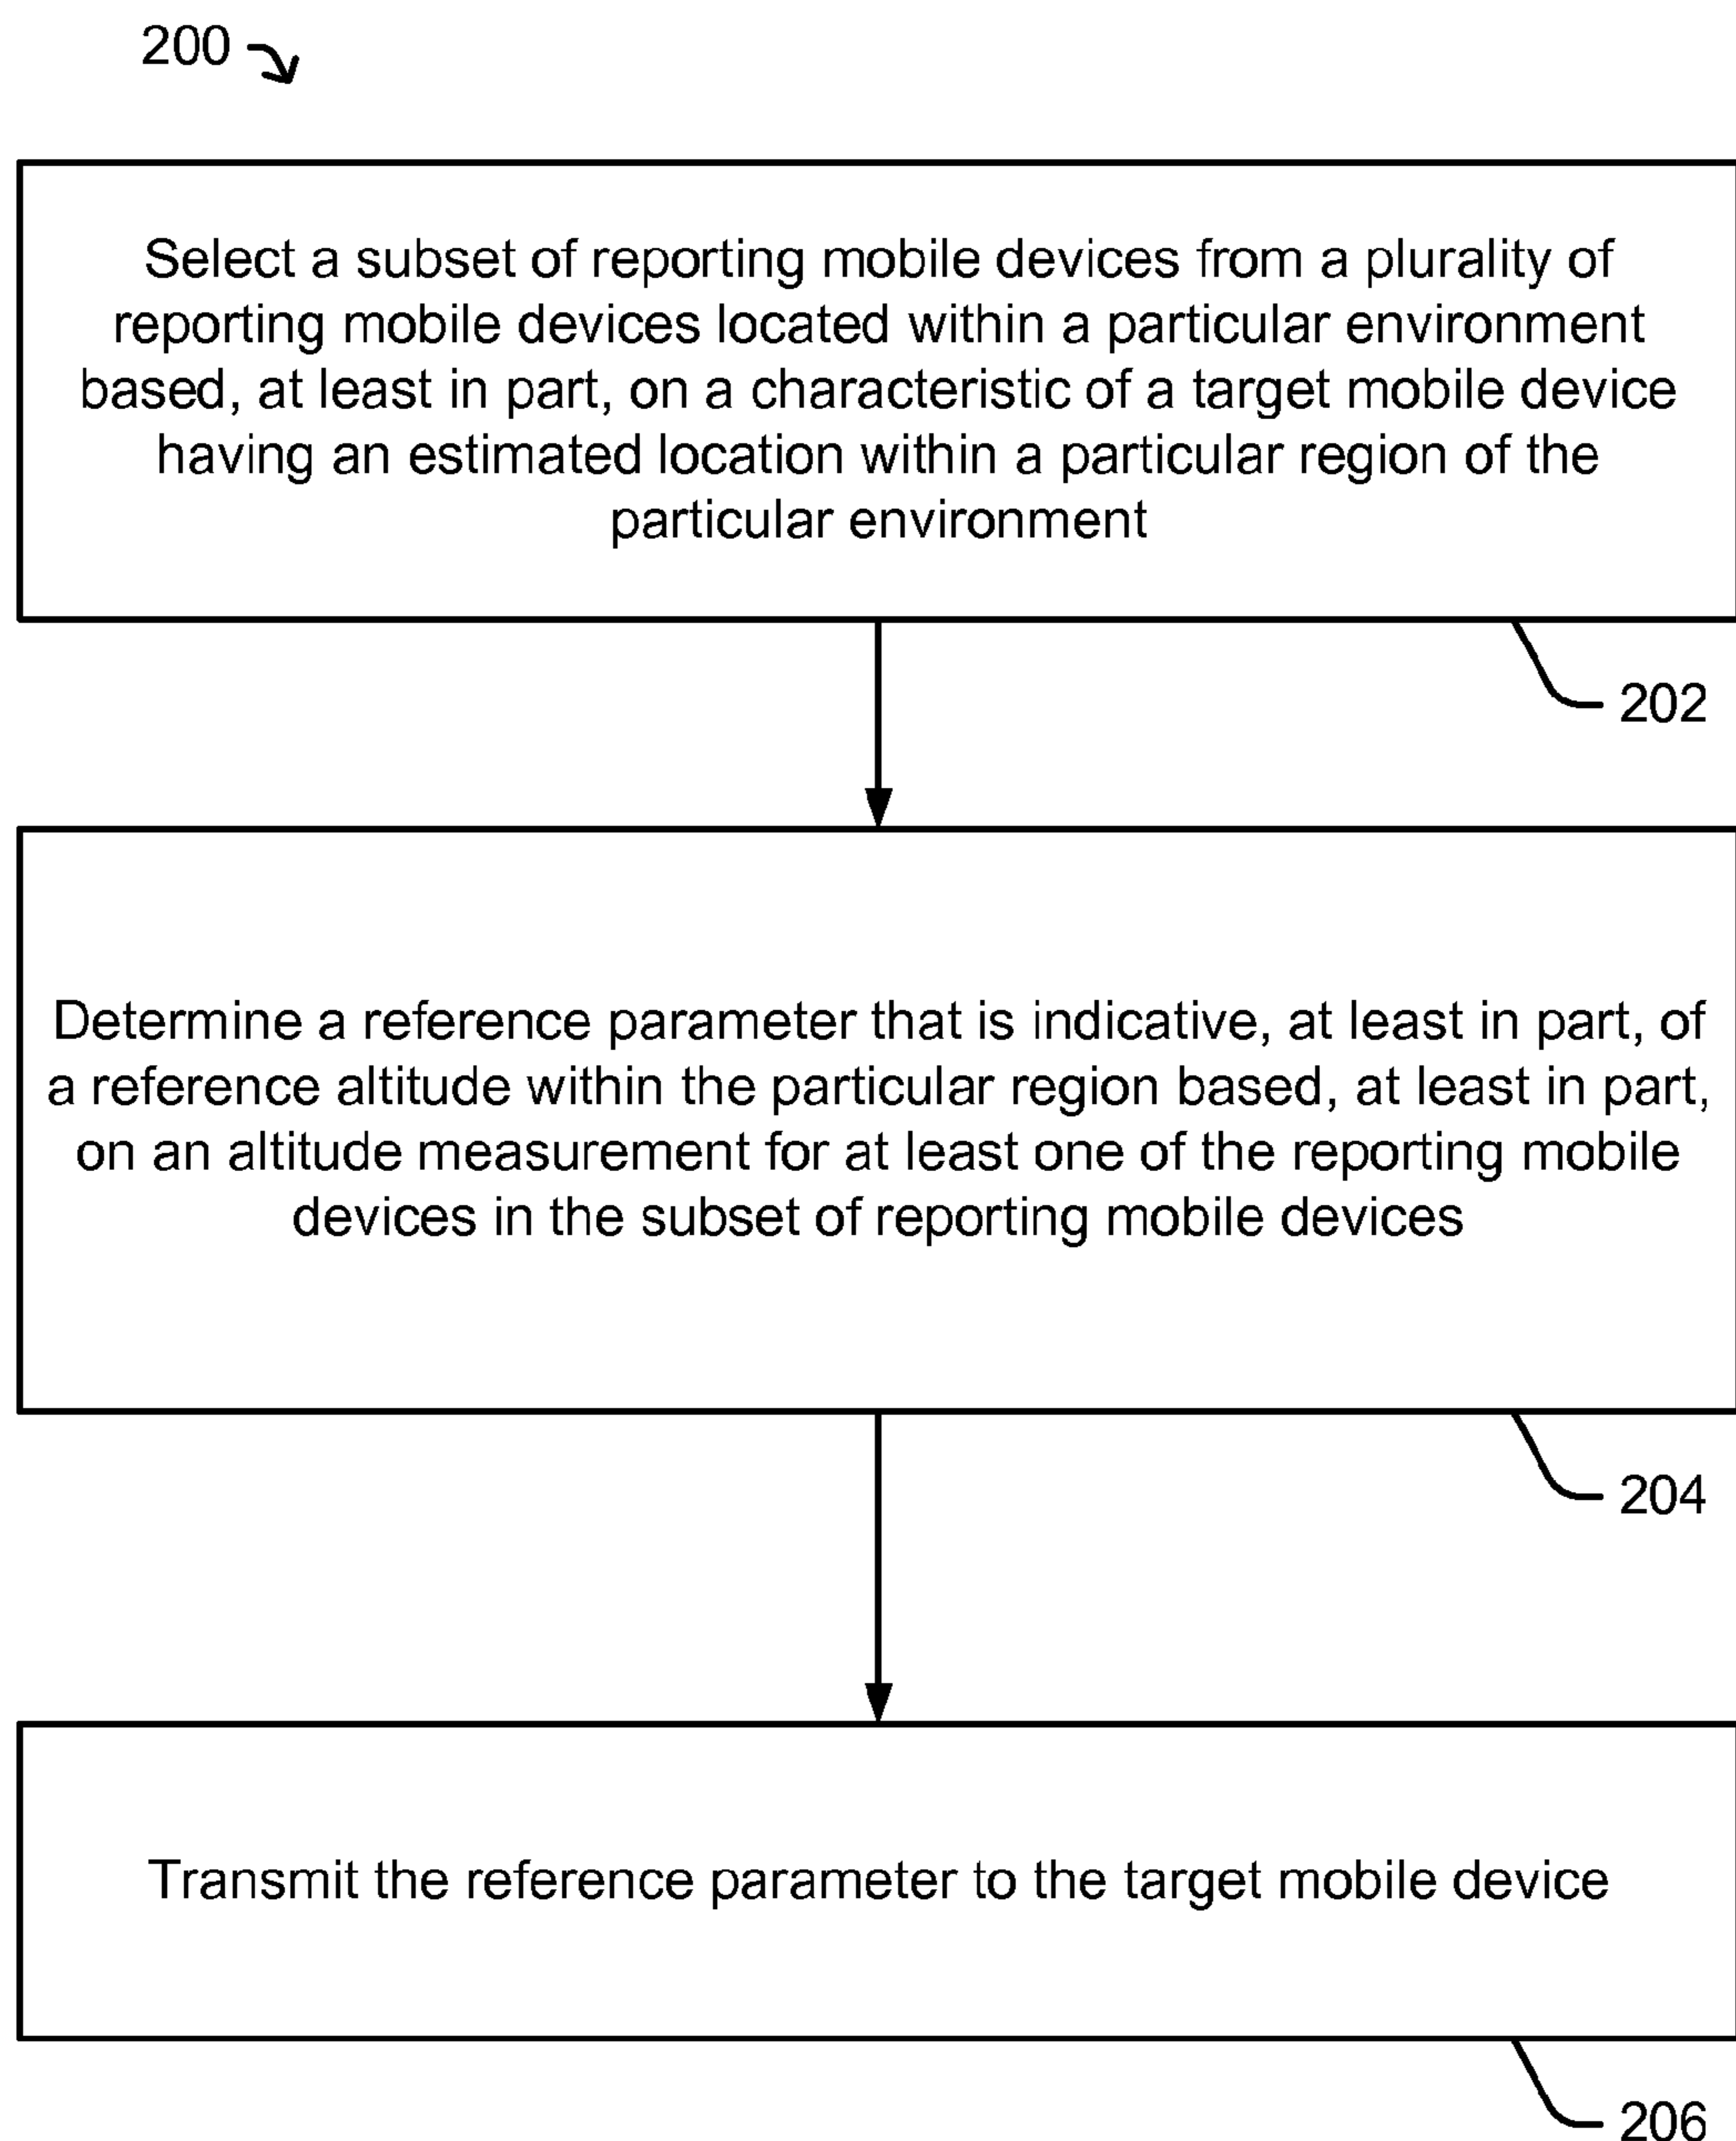 200
Select a subset of reporting mobile devices from a plurality of
reporting mobile devices located within a particular environment
based, at least in part, on a characteristic of a target mobile device
having an estimated location within a particular region of the
particular environment
202
Determine a reference parameter that is indicative, at least in part, of
a reference altitude within the particular region based, at least in part,
on an altitude measurement for at least one of the reporting mobile
devices in the subset of reporting mobile devices
204
Transmit the reference parameter to the target mobile device
206